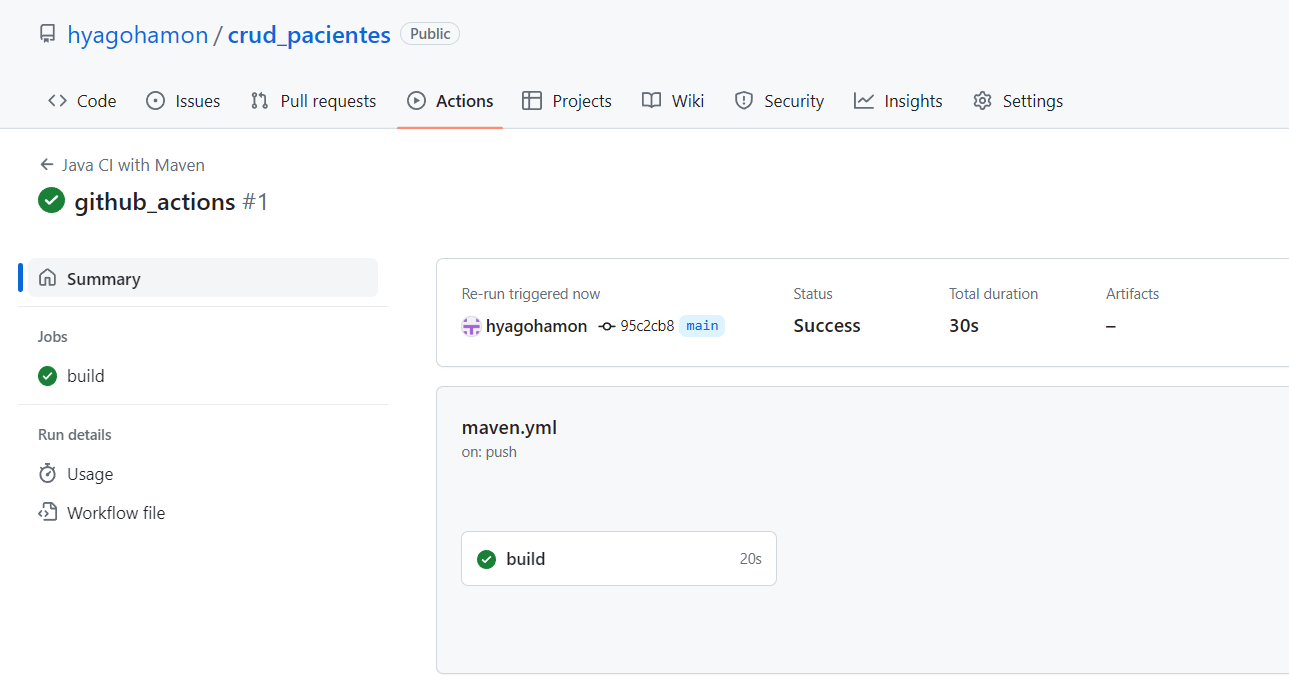 hyagohamon / crud_pacientes Public
Code Issues Pull requests Actions Projects Wiki Security Insights Settings
Java CI with Maven
github_actions #1
Summary
Jobs
build
Run details
Usage
Workflow file
Re-run triggered now Status Total duration Artifacts
hyagohamon 95c2cb8 main Success 30s –
maven.yml
on: push
build 20s